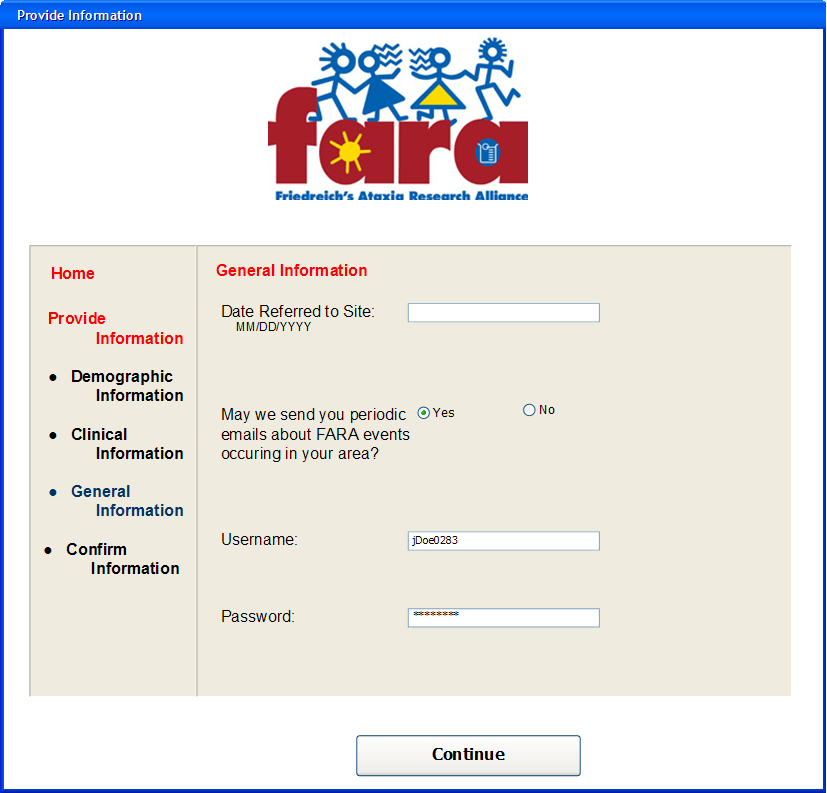 Provide Information
fara
Friedreich's Ataxia Research Alliance
Home
Provide
Information
• Demographic
Information
• Clinical
Information
• General
Information
• Confirm
Information
General Information
Date Referred to Site:
MM/DD/YYYY
May we send you periodic
emails about FARA events
occuring in your area?
Yes
No
Username:
jDoe0283
Password:
********
Continue